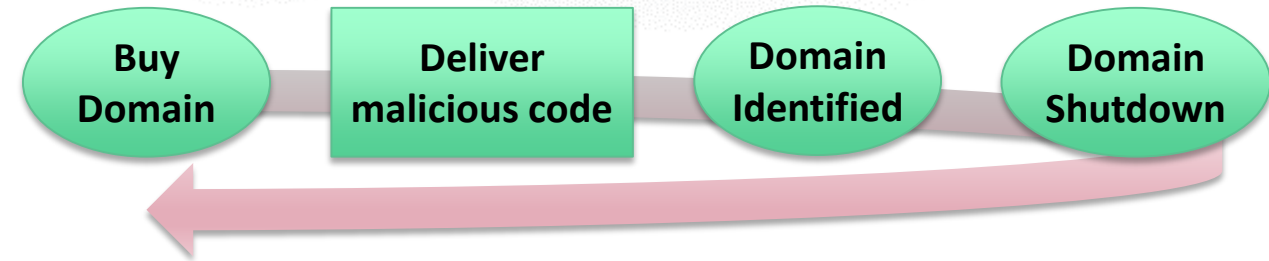 Buy
Domain
Deliver
malicious code
Domain
Identified
Domain
Shutdown